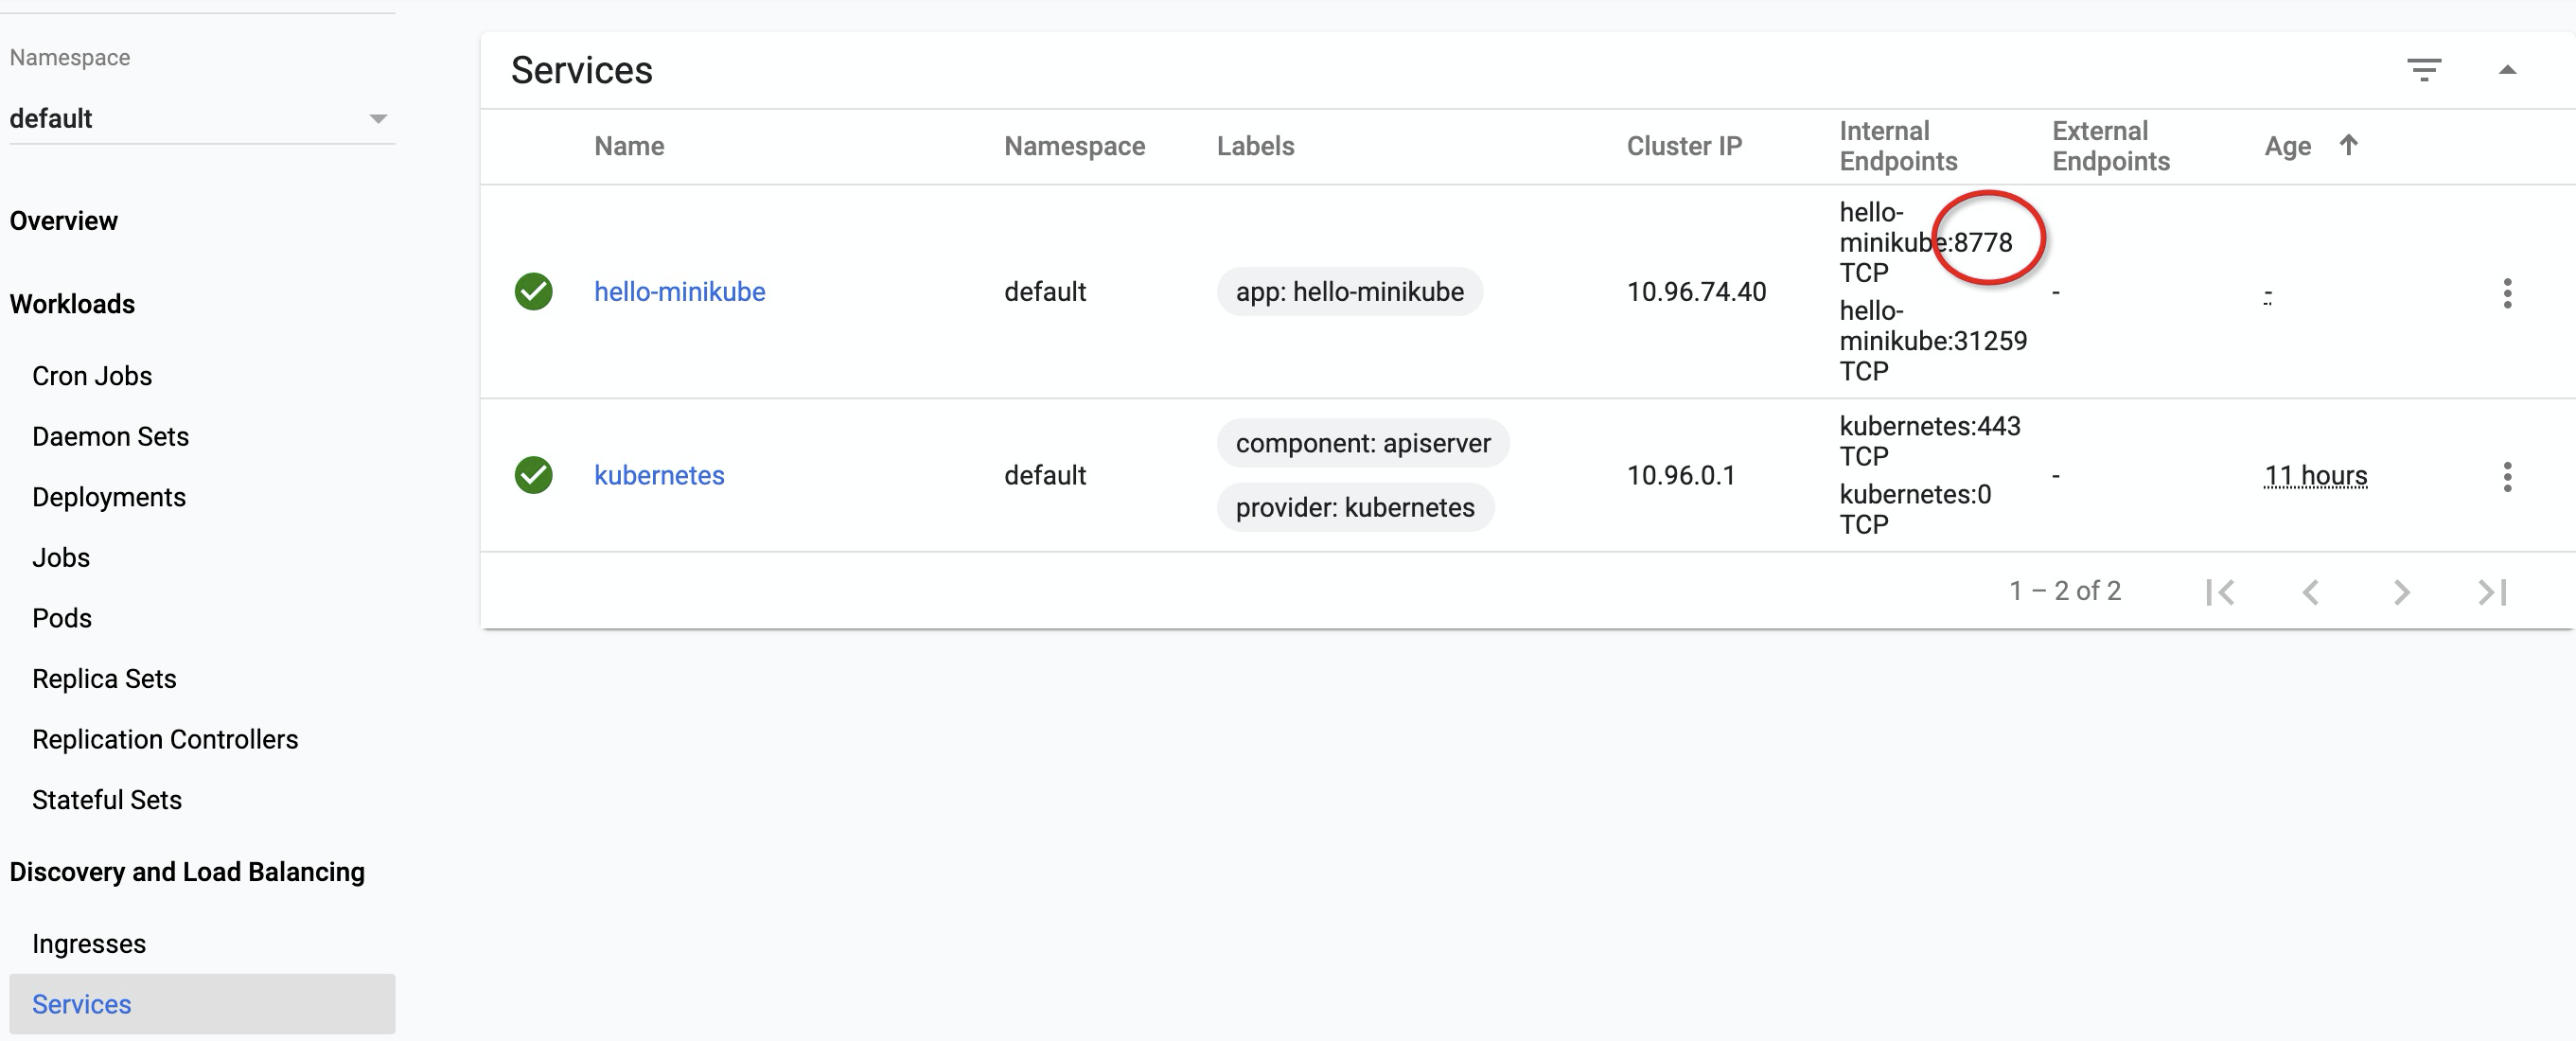 Namespace
default
Overview
Workloads
Cron Jobs
Daemon Sets
Deployments
Jobs
Pods
Replica Sets
Replication Controllers
Stateful Sets
Discovery and Load Balancing
Ingresses
Services
Services
Name Namespace Labels Cluster IP Internal Endpoints External Endpoints Age
hello-minikube default app: hello-minikube 10.96.74.40
hello-
minikube:8778
TCP
hello-
minikube:31259
TCP
- -
kubernetes default
component: apiserver
provider: kubernetes
10.96.0.1
kubernetes:443
TCP
kubernetes:0
TCP
- 11 hours
1 – 2 of 2